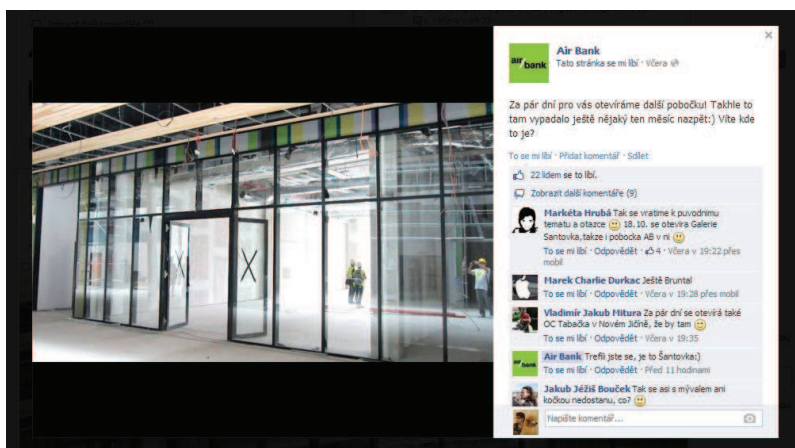 Air Bank
Tato stránka se mi líbí · Včera
air bank
Za pár dní pro vás otevíráme další pobočku! Takhle to
tam vypadalo ještě nějaký ten měsíc nazpět:) Víte kde
to je?
To se mi líbí · Přidat komentář · Sdílet
22 lidem se to líbí.
Zobrazit další komentáře (9)
Markéta Hrubá Tak se vratime k puvodnimu
tematu a otazce 18.10. se otevira Galerie
Santovka,takze i pobocka AB v ni
To se mi líbí · Odpovědět · 4 · Včera v 19:22 přes
mobil
Marek Charlie Durkac Ještě Bruntal
To se mi líbí · Odpovědět · Včera v 19:28 přes mobil
Vladimír Jakub Mitura Za pár dní se otevírá také
OC Tabačka v Novém Jičíně, že by tam
To se mi líbí · Odpovědět · Včera v 19:35
Air Bank Trefili jste se, je to Šantovka:)
To se mi líbí · Odpovědět · Před 11 hodinami
Jakub Ježiš Bouček Tak se asi s mývalem ani
kočkou nedostanu, co?
Napište komentář...